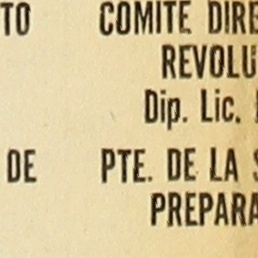 TO COMITE DIRE
REVOLU
Dip. Lic.
DE PTE. DE LA S
PREPARA